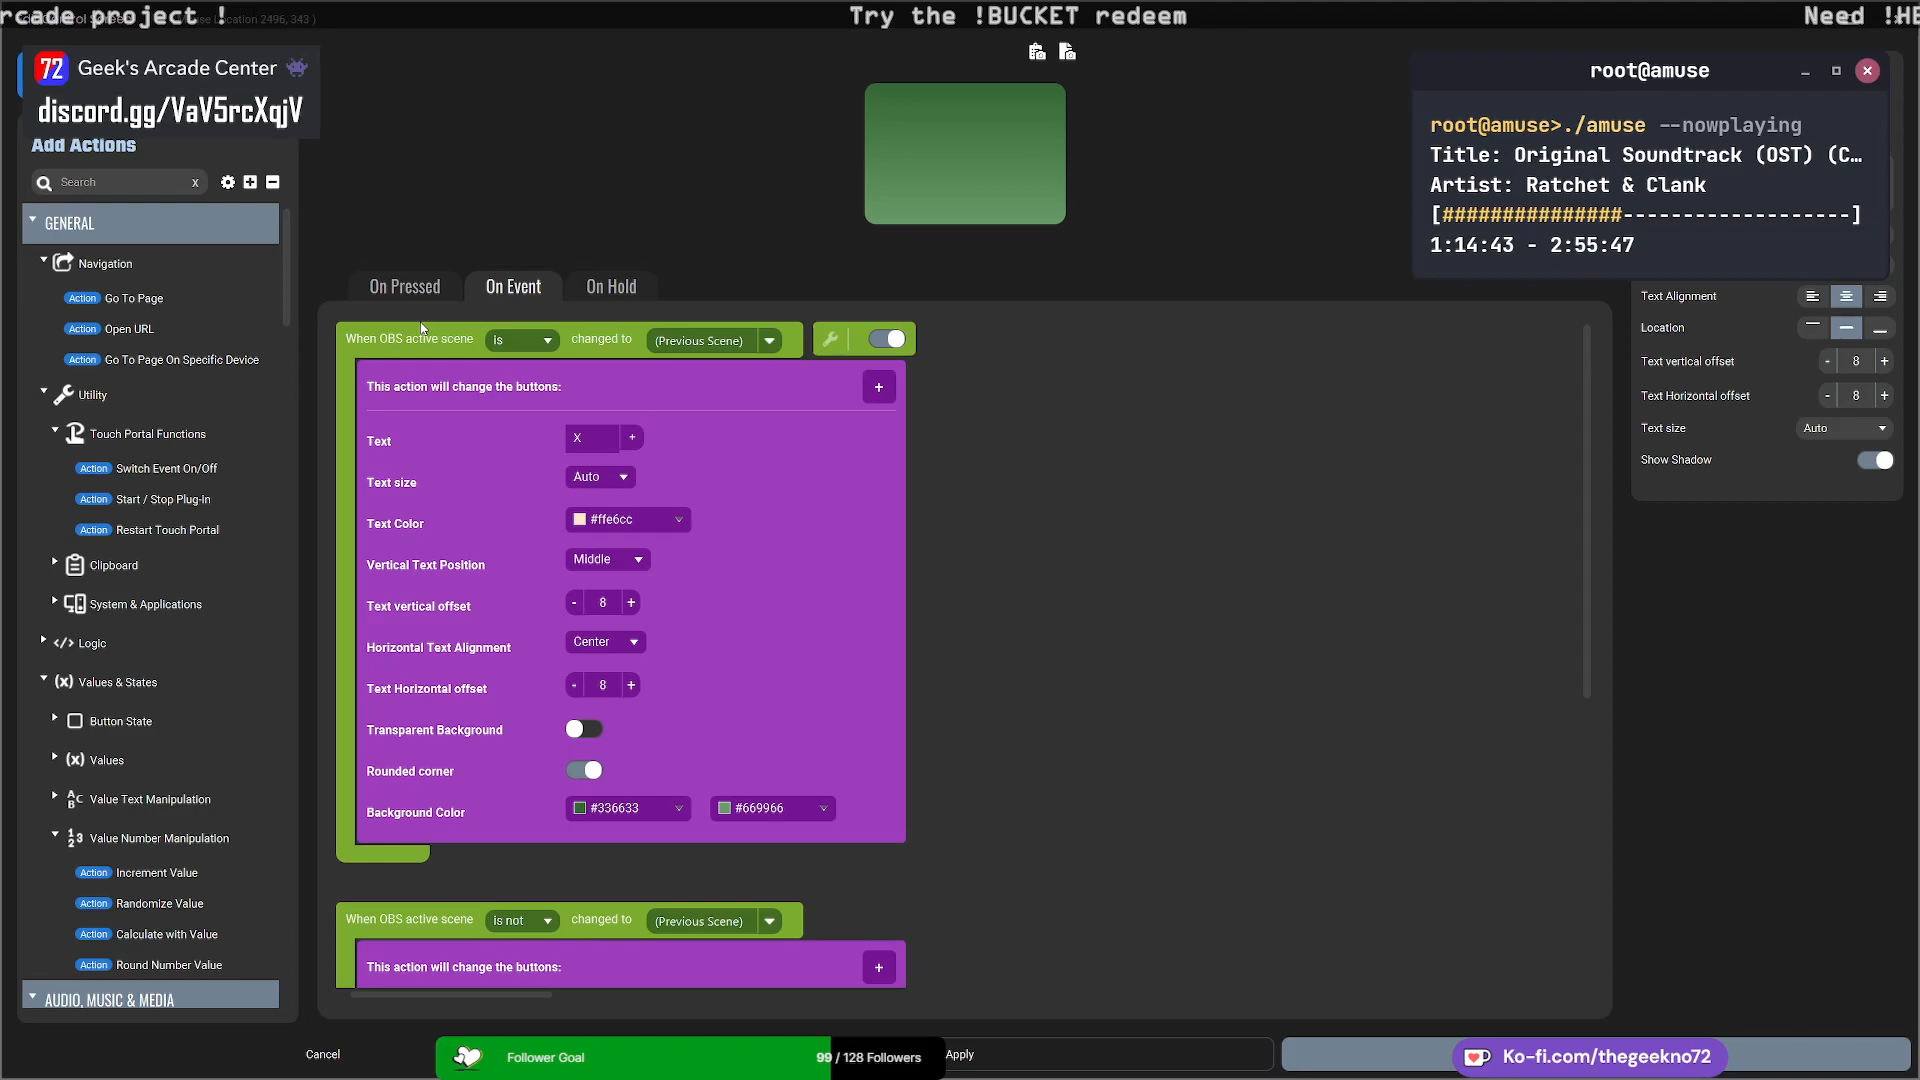 rcade project !
Try the !BUCKET redeem
Need !HE
Location 2496, 343 )
72 Geek's Arcade Center
discord.gg/VaV5rcXqjV
root@amuse
root@amuse>./amuse --nowplaying
Title: Original Soundtrack (OST) (C...
Artist: Ratchet & Clank
[###############-------------------]
1:14:43 - 2:55:47
Add Actions
Search
x
GENERAL
Navigation
Action Go To Page
Action Open URL
Action Go To Page On Specific Device
Utility
Touch Portal Functions
Action Switch Event On/Off
Action Start / Stop Plug-In
Action Restart Touch Portal
Clipboard
System & Applications
</> Logic
(x) Values & States
Button State
(x) Values
Value Text Manipulation
Value Number Manipulation
Action Increment Value
Action Randomize Value
Action Calculate with Value
Action Round Number Value
AUDIO, MUSIC & MEDIA
On Pressed
On Event
On Hold
When OBS active scene is changed to (Previous Scene)
This action will change the buttons: +
Text X +
Text size Auto
Text Color #ffe6cc
Vertical Text Position Middle
Text vertical offset - 8 +
Horizontal Text Alignment Center
Text Horizontal offset - 8 +
Transparent Background
Rounded corner
Background Color #336633 #669966
When OBS active scene is not changed to (Previous Scene)
This action will change the buttons: +
Text Alignment
Location
Text vertical offset - 8 +
Text Horizontal offset - 8 +
Text size Auto
Show Shadow
Cancel
Follower Goal 99 / 128 Followers
Apply
Ko-fi.com/thegeekno72